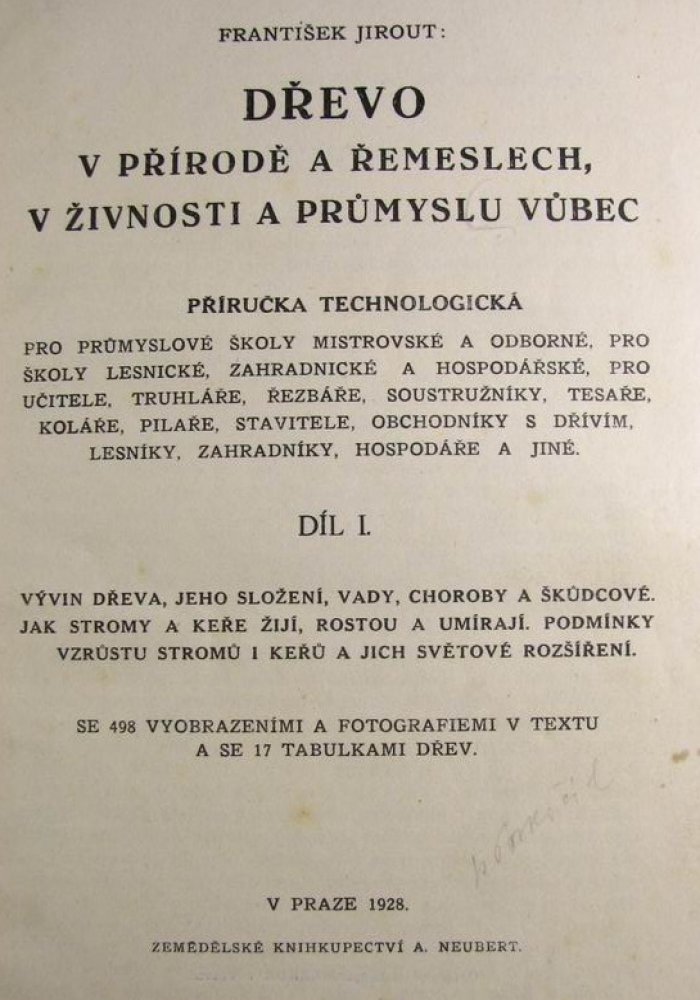 FRANTIŠEK JIROUT:
DŘEVO
V PŘÍRODĚ A ŘEMESLECH,
V ŽIVNOSTI A PRŮMYSLU VŮBEC
PŘÍRUČKA TECHNOLOGICKÁ
PRO PRŮMYSLOVÉ ŠKOLY MISTROVSKÉ A ODBORNÉ, PRO
ŠKOLY LESNICKÉ, ZAHRADNICKÉ A HOSPODÁŘSKÉ, PRO
UČITELE, TRUHLÁŘE, ŘEZBÁŘE, SOUSTRUŽNÍKY, TESAŘE,
KOLÁŘE, PILAŘE, STAVITELE, OBCHODNÍKY S DŘÍVÍM,
LESNÍKY, ZAHRADNÍKY, HOSPODÁŘE A JINÉ.
DÍL I.
VÝVIN DŘEVA, JEHO SLOŽENÍ, VADY, CHOROBY A ŠKŮDCOVÉ.
JAK STROMY A KEŘE ŽIJÍ, ROSTOU A UMÍRAJÍ. PODMÍNKY
VZRŮSTU STROMŮ I KEŘŮ A JICH SVĚTOVÉ ROZŠÍŘENÍ.
SE 498 VYOBRAZENÍMI A FOTOGRAFIEMI V TEXTU
A SE 17 TABULKAMI DŘEV.
V PRAZE 1928.
ZEMĚDĚLSKÉ KNIHKUPECTVÍ A. NEUBERT.